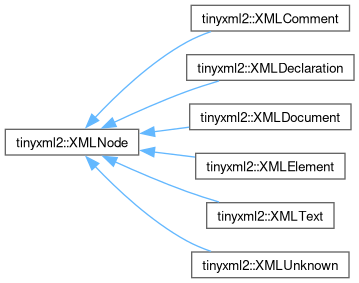 tinyxml2::XMLComment
tinyxml2::XMLDeclaration
tinyxml2::XMLDocument
tinyxml2::XMLNode
tinyxml2::XMLElement
tinyxml2::XMLText
tinyxml2::XMLUnknown